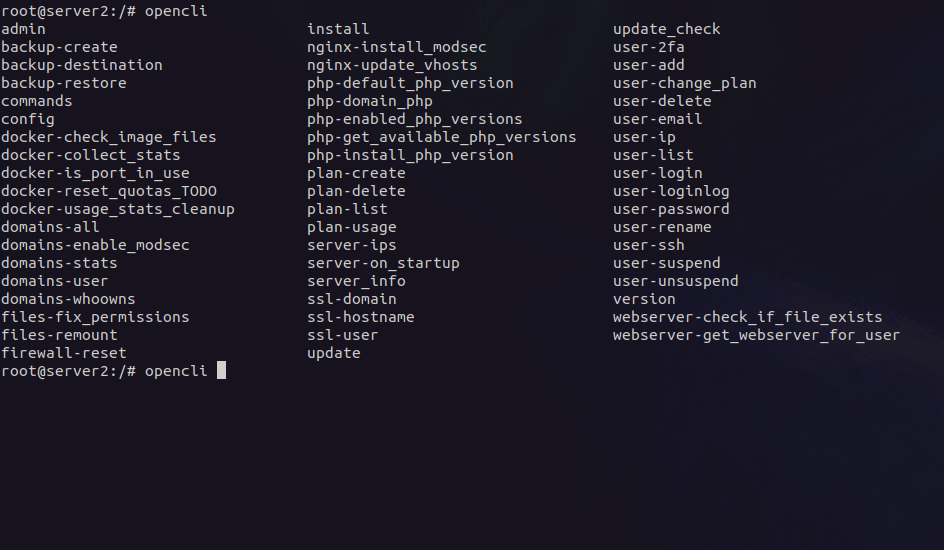 root@server2:/# opencli
admin install update_check
backup-create nginx-install_modsec user-2fa
backup-destination nginx-update_vhosts user-add
backup-restore php-default_php_version user-change_plan
commands php-domain_php user-delete
config php-enabled_php_versions user-email
docker-check_image_files php-get_available_php_versions user-ip
docker-collect_stats php-install_php_version user-list
docker-is_port_in_use plan-create user-login
docker-reset_quotas_TODO plan-delete user-loginlog
docker-usage_stats_cleanup plan-list user-password
domains-all plan-usage user-rename
domains-enable_modsec server-ips user-ssh
domains-stats server-on_startup user-suspend
domains-user server_info user-unsuspend
domains-whoowns ssl-domain version
files-fix_permissions ssl-hostname webserver-check_if_file_exists
files-remount ssl-user webserver-get_webserver_for_user
firewall-reset update
root@server2:/# opencli